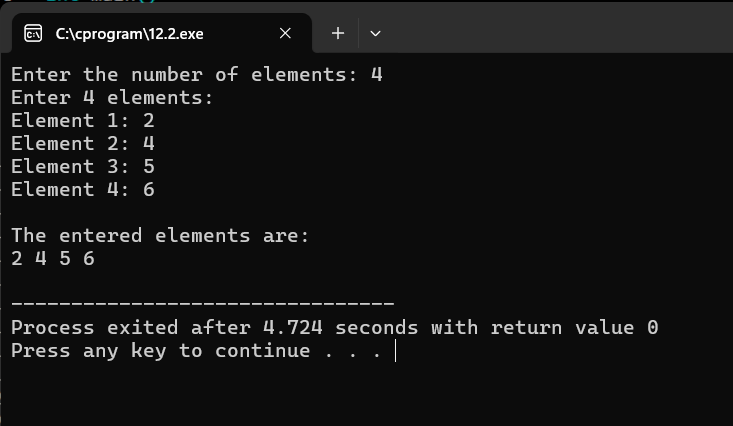 C:\cprogram\12.2.exe
Enter the number of elements: 4
Enter 4 elements:
Element 1: 2
Element 2: 4
Element 3: 5
Element 4: 6
The entered elements are:
2 4 5 6
--------------------------------
Process exited after 4.724 seconds with return value 0
Press any key to continue . . .